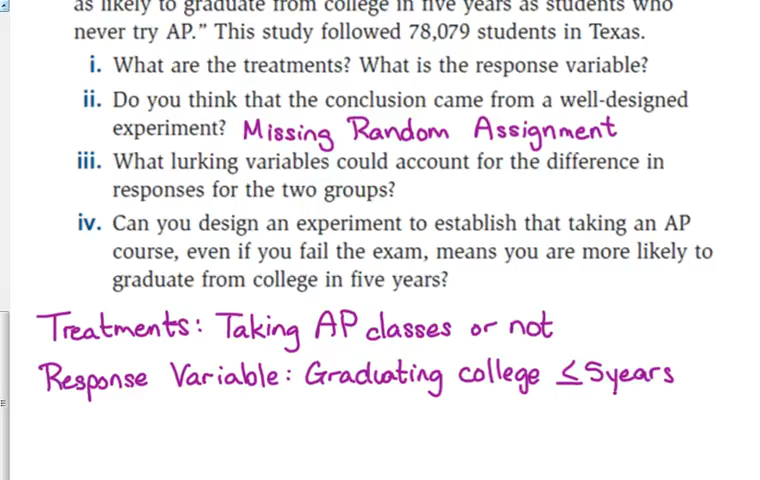 as likely to graduate from college in five years as students who
never try AP.” This study followed 78,079 students in Texas.
i. What are the treatments? What is the response variable?
ii. Do you think that the conclusion came from a well-designed
experiment? Missing Random Assignment
iii. What lurking variables could account for the difference in
responses for the two groups?
iv. Can you design an experiment to establish that taking an AP
course, even if you fail the exam, means you are more likely to
graduate from college in five years?
Treatments: Taking AP classes or not
Response Variable: Graduating college ≤5years